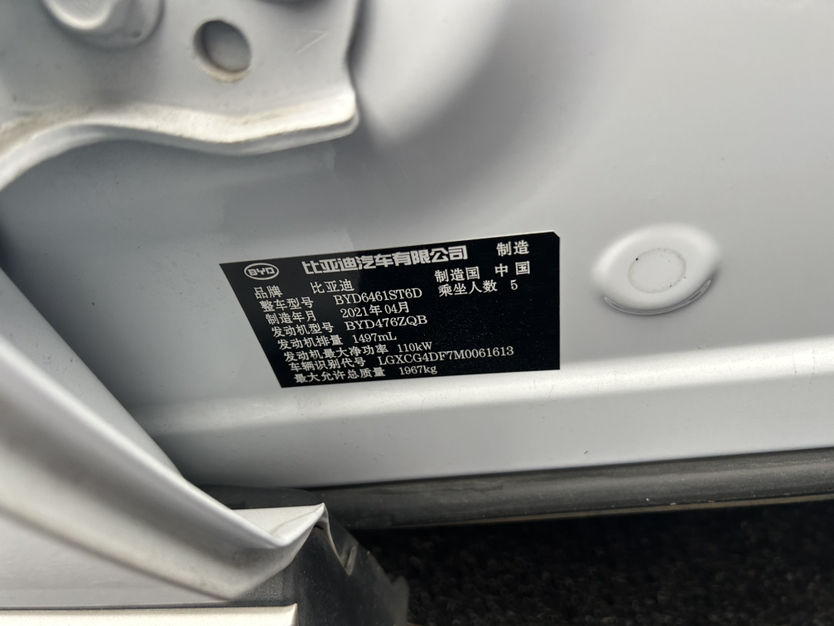 BYD 比亚迪汽车有限公司 制造
品牌 比亚迪 制造国 中国
整车型号 BYD6461ST6D 乘坐人数 5
制造年月 2021年04月
发动机型号 BYD476ZQB
发动机排量 1497mL
发动机最大净功率 110kW
车辆识别代号 LGXCG4DF7M0061613
最大允许总质量 1967kg